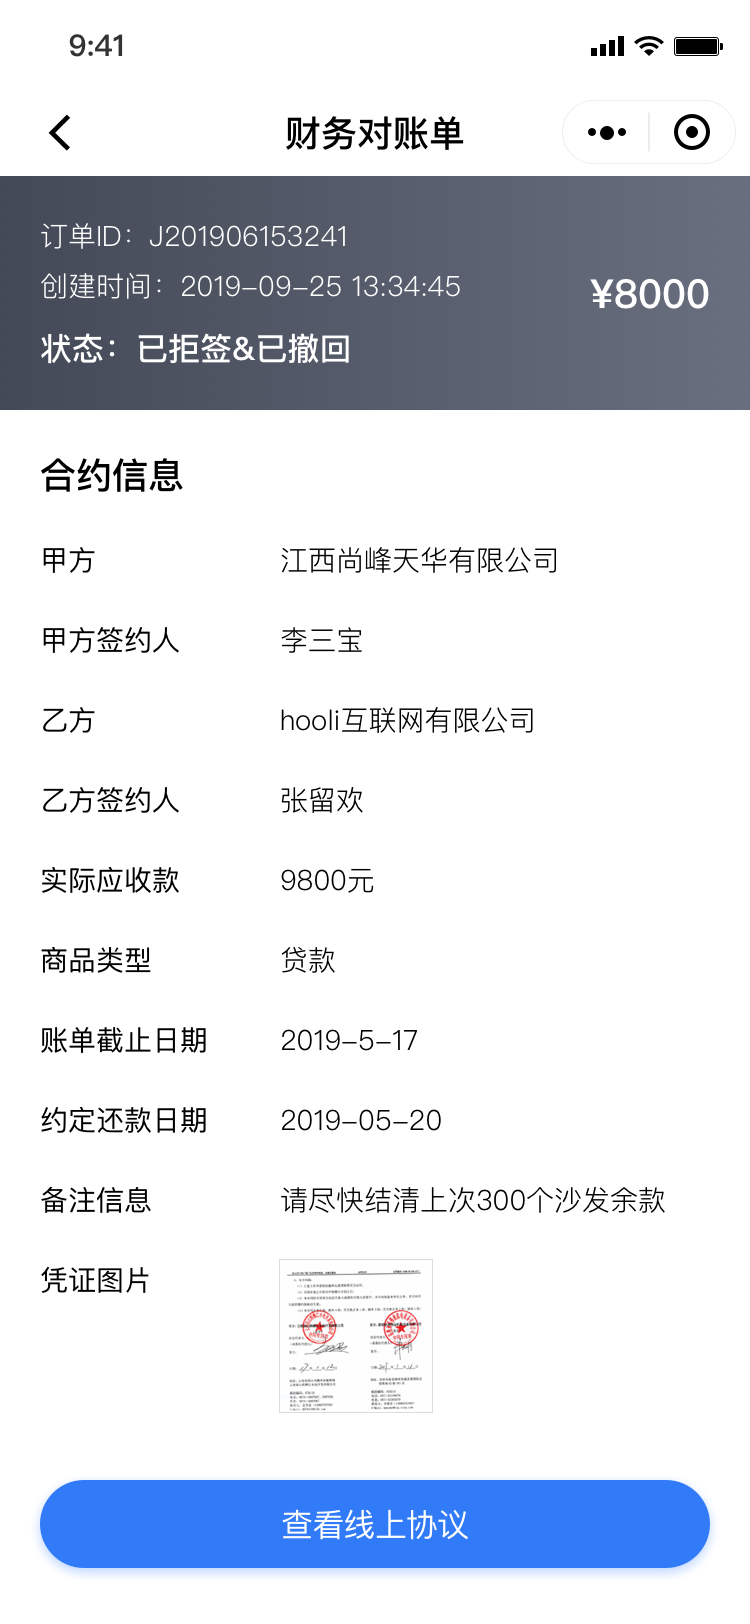 9:41
财务对账单
订单ID：J201906153241
创建时间：2019-09-25 13:34:45
¥8000
状态：已拒签&已撤回
合约信息
甲方 江西尚峰天华有限公司
甲方签约人 李三宝
乙方 hooli互联网有限公司
乙方签约人 张留欢
实际应收款 9800元
商品类型 贷款
账单截止日期 2019-5-17
约定还款日期 2019-05-20
备注信息 请尽快结清上次300个沙发余款
凭证图片
查看线上协议